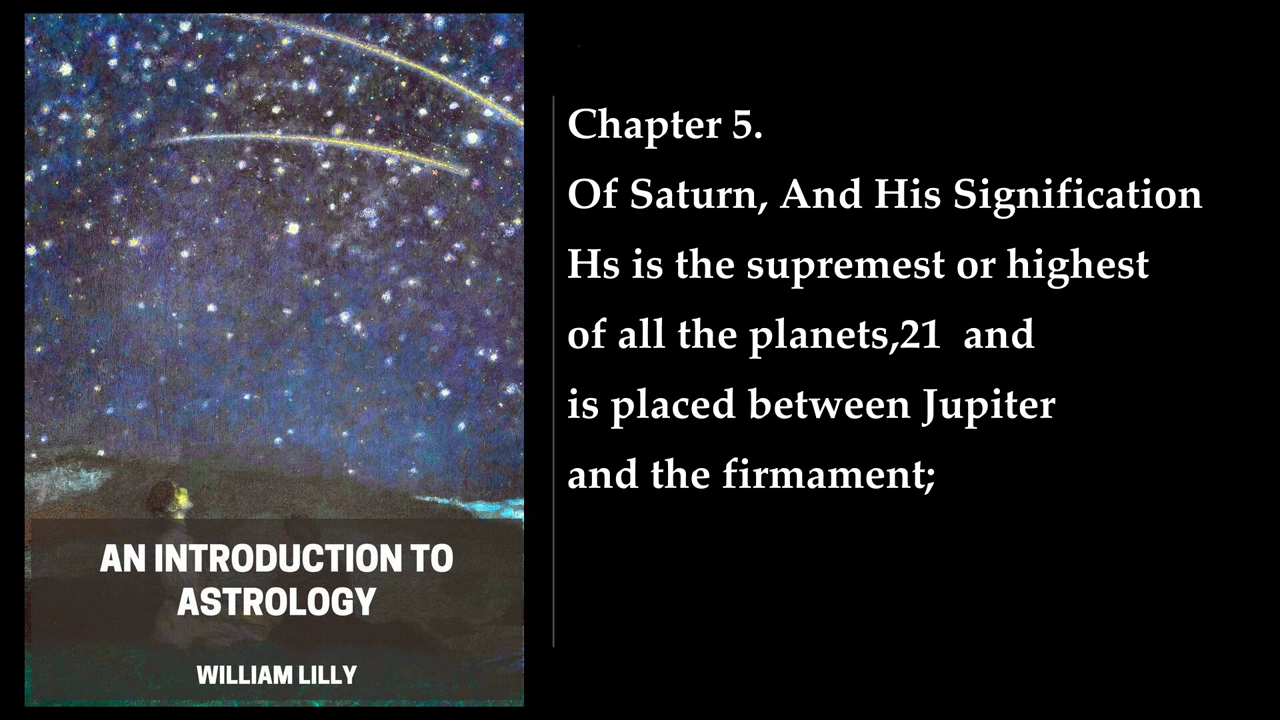 Chapter 5.
Of Saturn, And His Signification
Hs is the supremest or highest
of all the planets,21  and
is placed between Jupiter
and the firmament;
AN INTRODUCTION TO
ASTROLOGY
WILLIAM LILLY